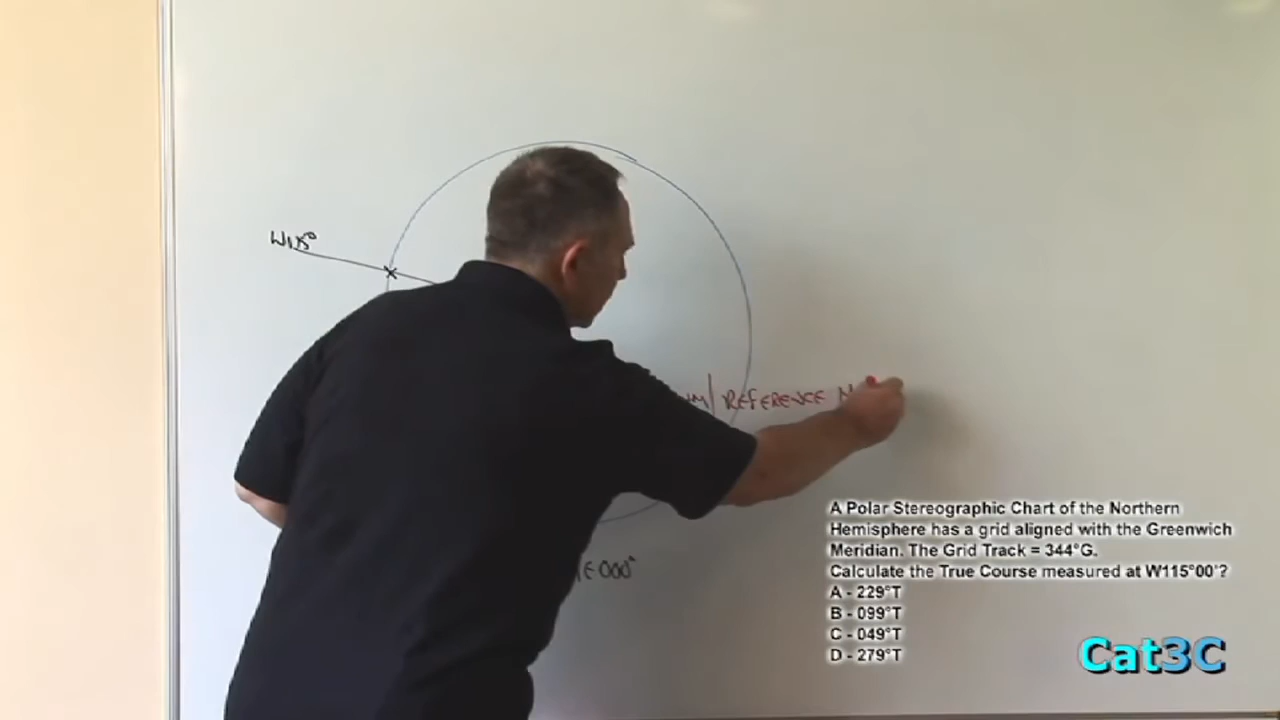 W115°
REFERENCE
000°
A Polar Stereographic Chart of the Northern
Hemisphere has a grid aligned with the Greenwich
Meridian. The Grid Track = 344°G.
Calculate the True Course measured at W115°00'?
A - 229°T
B - 099°T
C - 049°T
D - 279°T
Cat3C